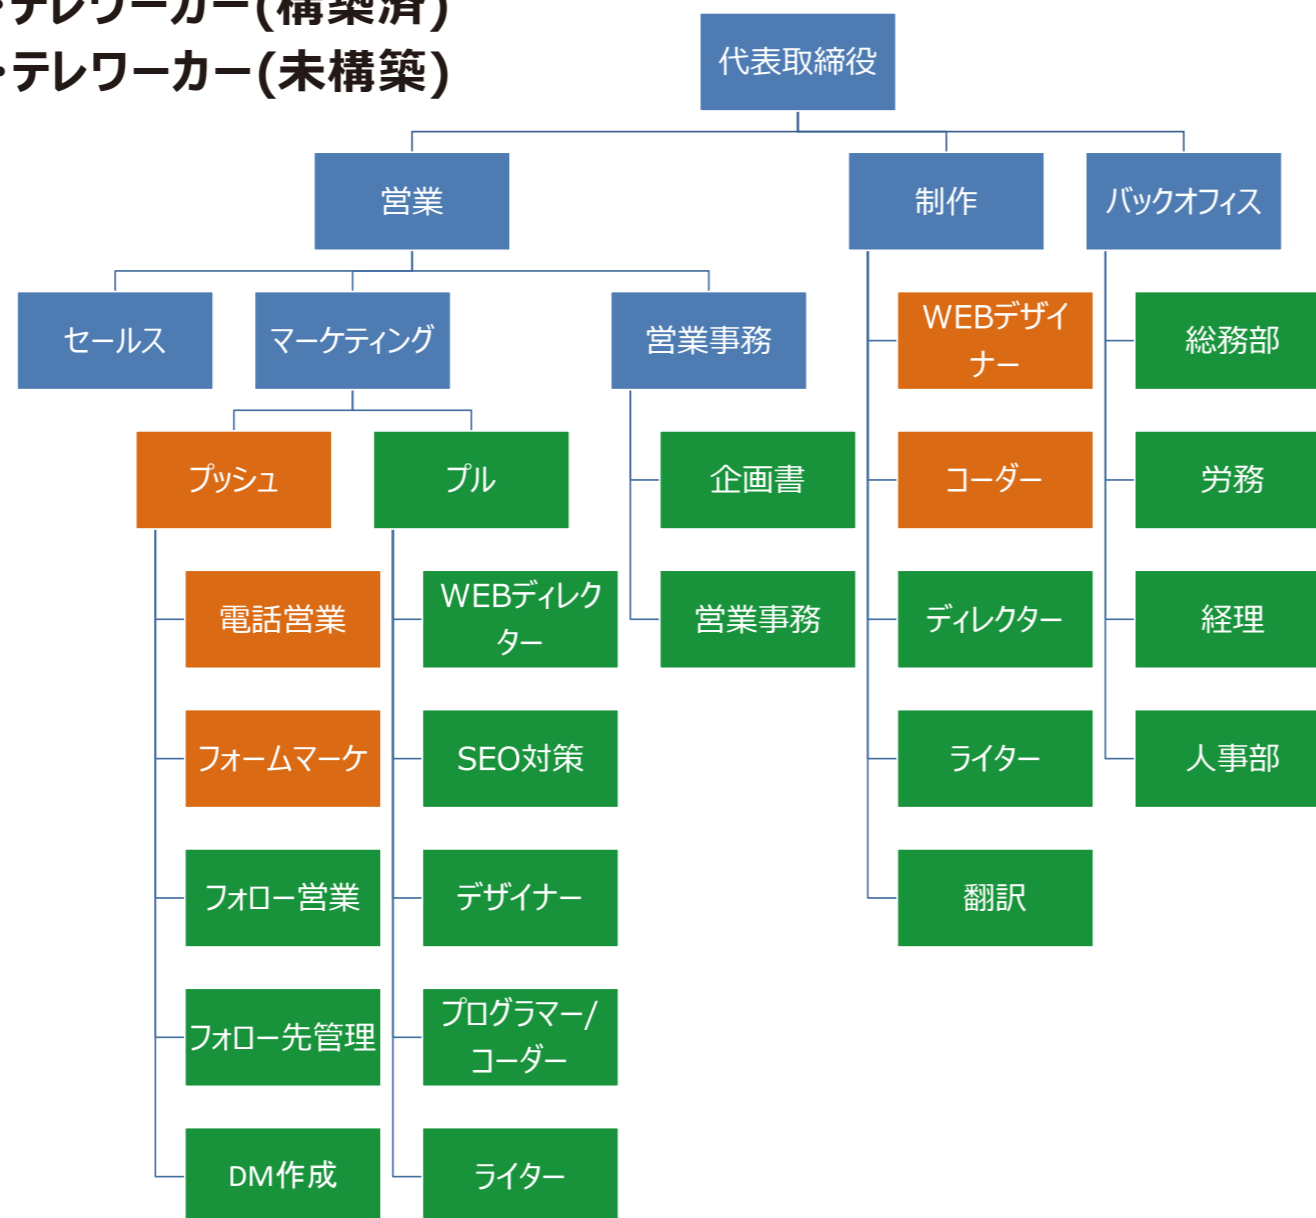 ・テレワーカー(構築済)
・テレワーカー(未構築)
代表取締役
営業
制作
バックオフィス
セールス
マーケティング
営業事務
WEBデザイ
ナー
総務部
プッシュ
プル
企画書
コーダー
労務
電話営業
WEBディレク
ター
営業事務
ディレクター
経理
フォームマーケ
SEO対策
ライター
人事部
フォロー営業
デザイナー
翻訳
フォロー先管理
プログラマー/
コーダー
DM作成
ライター